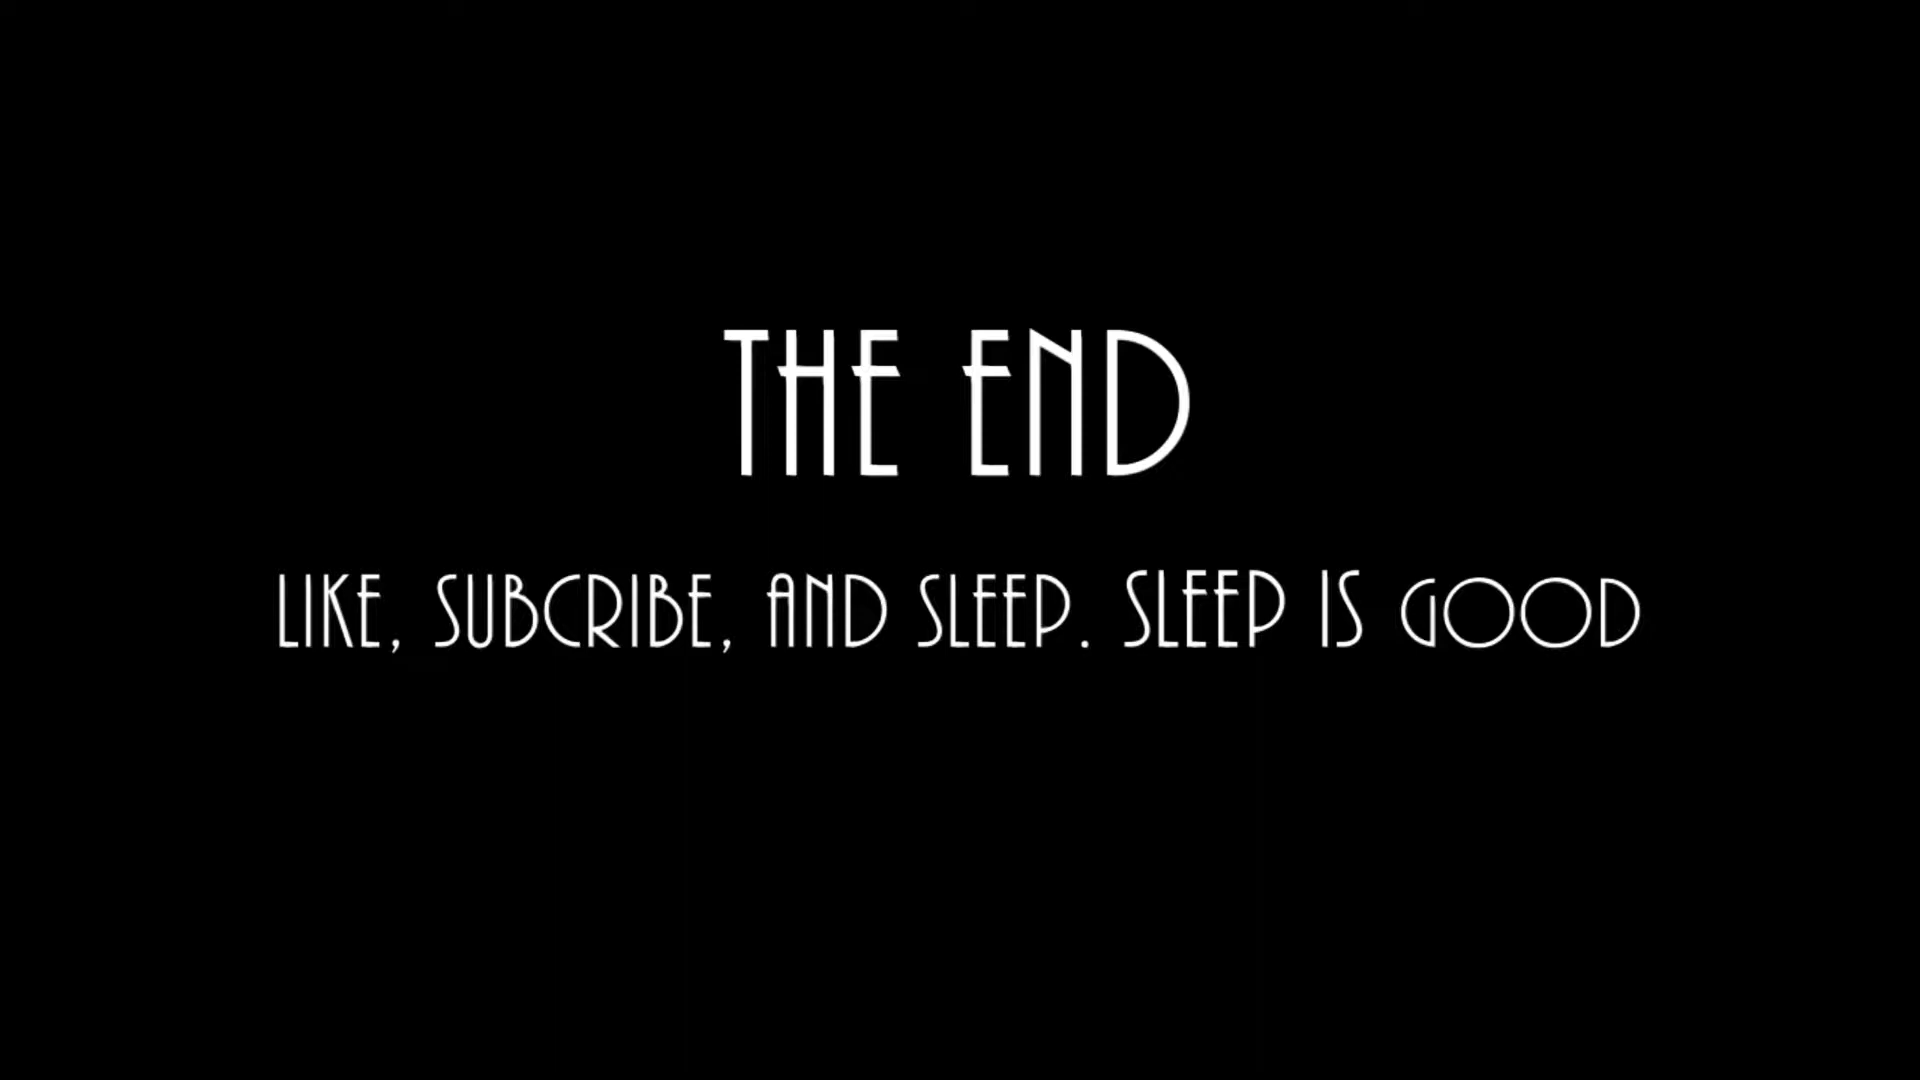 THE END
LIKE, SUBCRIBE, AND SLEEP. SLEEP IS GOOD